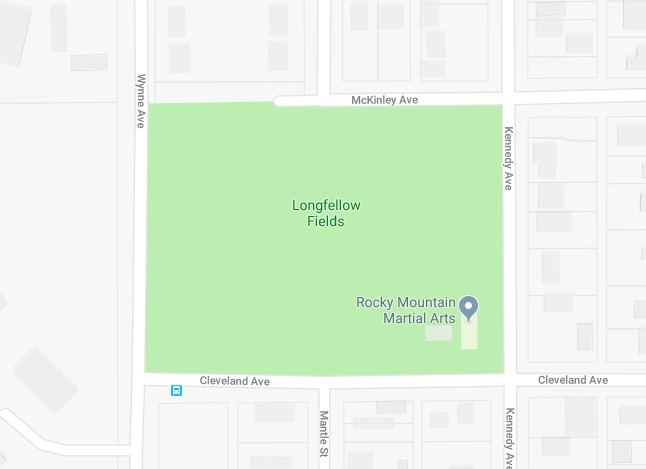 Wynne Ave
McKinley Ave
Kennedy Ave
Longfellow
Fields
Rocky Mountain
Martial Arts
Cleveland Ave
Cleveland Ave
Mantle St
Kennedy Ave